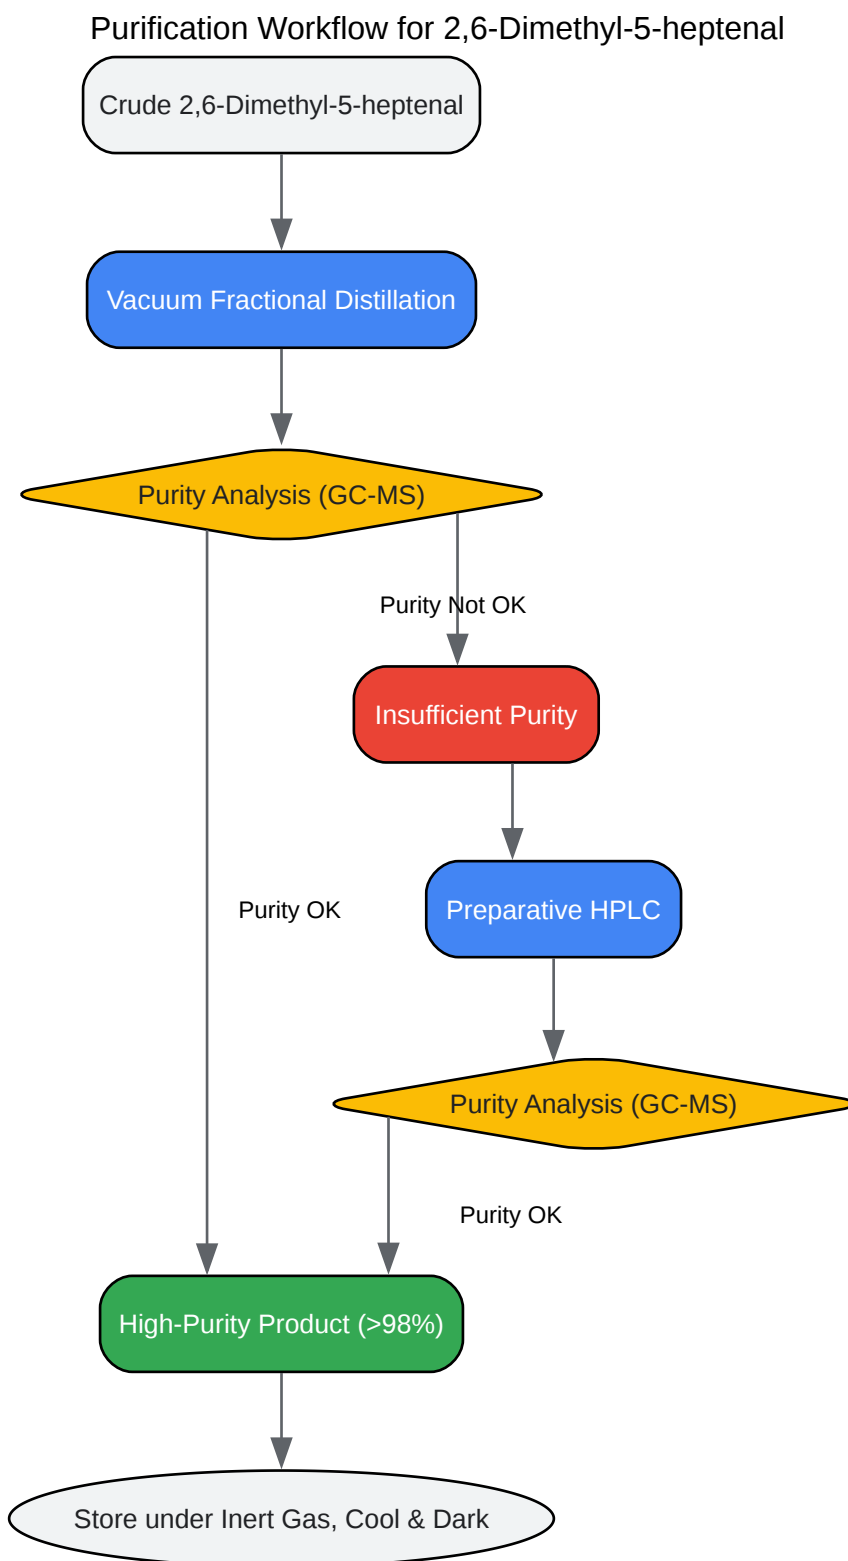 Purification Workflow for 2,6-Dimethyl-5-heptenal
Crude 2,6-Dimethyl-5-heptenal
Vacuum Fractional Distillation
Purity Analysis (GC-MS)
Purity Not OK
Insufficient Purity
Preparative HPLC
Purity OK
Purity Analysis (GC-MS)
Purity OK
High-Purity Product (>98%)
Store under Inert Gas, Cool & Dark